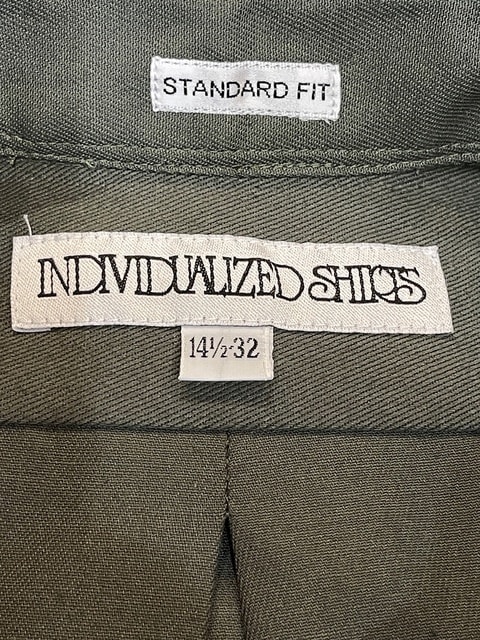 STANDARD FIT
INDIVIDUALIZED SHIRTS
14½-32